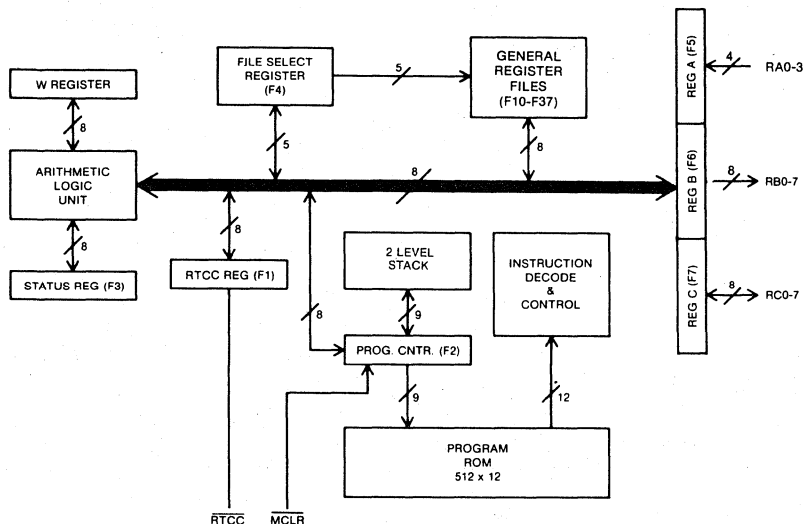 W REGISTER
8
ARITHMETIC
LOGIC
UNIT
8
STATUS REG (F3)
FILE SELECT
REGISTER
(F4)
5
5
GENERAL
REGISTER
FILES
(F10-F37)
8
8
8
RTCC REG (F1)
8
2 LEVEL
STACK
9
PROG. CNTR. (F2)
9
INSTRUCTION
DECODE
&
CONTROL
12
PROGRAM
ROM
512 x 12
RTCC
MCLR
REG A (F5)
4
RA0-3
REG B (F6)
8
RB0-7
REG C (F7)
8
RC0-7